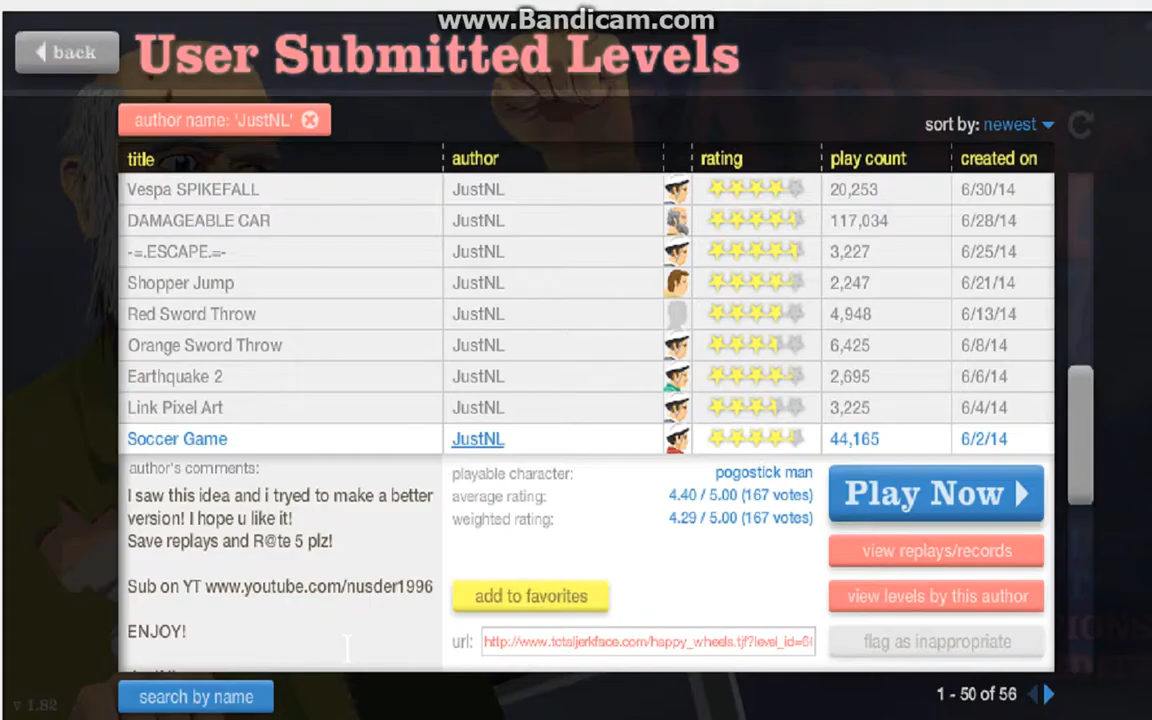 www.Bandicam.com
back
User Submitted Levels
author name: 'JustNL'
sort by: newest
title author rating play count created on
Vespa SPIKEFALL JustNL 20,253 6/30/14
DAMAGEABLE CAR JustNL 117,034 6/28/14
-=.ESCAPE.=- JustNL 3,227 6/25/14
Shopper Jump JustNL 2,247 6/21/14
Red Sword Throw JustNL 4,948 6/13/14
Orange Sword Throw JustNL 6,425 6/8/14
Earthquake 2 JustNL 2,695 6/6/14
Link Pixel Art JustNL 3,225 6/4/14
Soccer Game JustNL 44,165 6/2/14
author's comments:
I saw this idea and i tryed to make a better
version! I hope u like it!
Save replays and R@te 5 plz!
Sub on YT www.youtube.com/nusder1996
ENJOY!
playable character: pogostick man
average rating: 4.40 / 5.00 (167 votes)
weighted rating: 4.29 / 5.00 (167 votes)
add to favorites
url: http://www.totaljerkface.com/happy_wheels.tjf?level_id=
Play Now
view replays/records
view levels by this author
flag as inappropriate
search by name
1 - 50 of 56
v 1.82